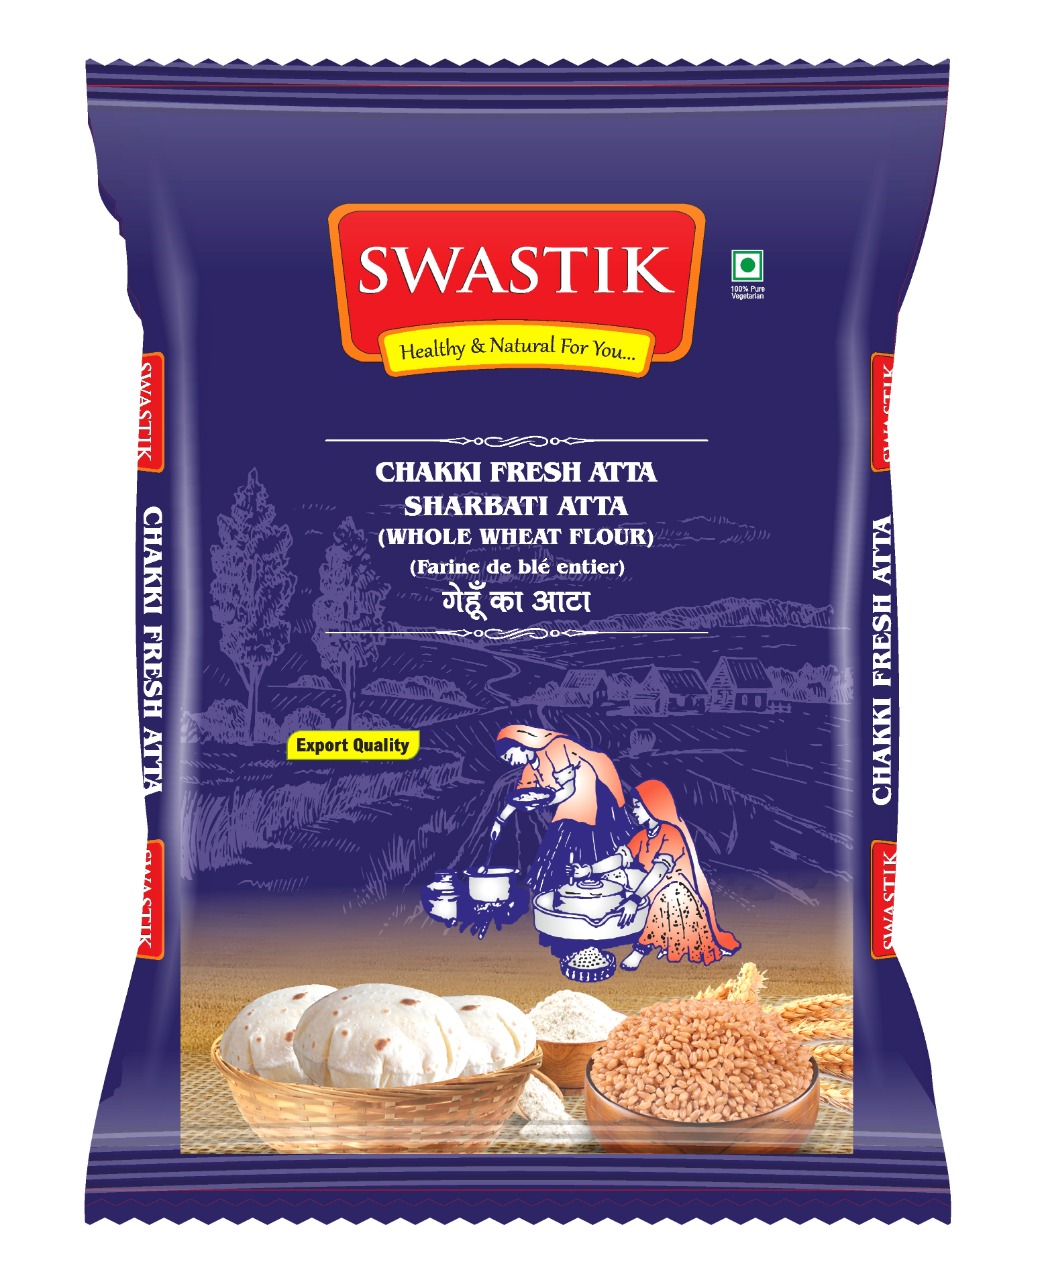 SWASTIK
Healthy & Natural For You...
100% Pure
Vegetarian
CHAKKI FRESH ATTA
SHARBATI ATTA
(WHOLE WHEAT FLOUR)
(Farine de blé entier)
गेहूँ का आटा
Export Quality
SWASTIK
CHAKKI FRESH ATTA
SWASTIK
SWASTIK
CHAKKI FRESH ATTA
SWASTIK